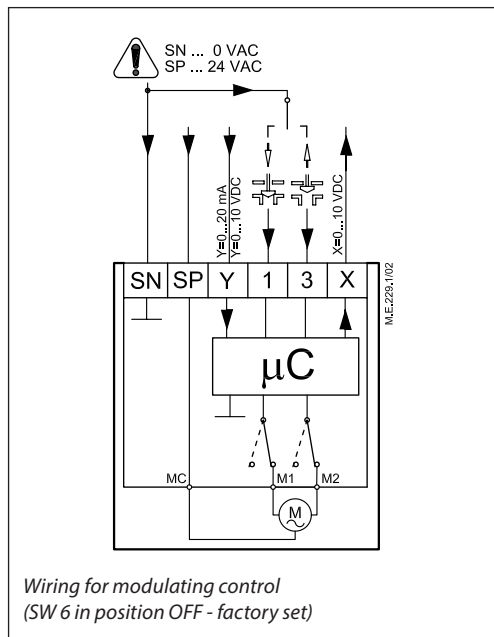 SN ... 0 VAC
SP ... 24 VAC
Y=0...20 mA
Y=0...10 VDC
X=0...10 VDC
SN SP Y 1 3 X
M.E.229.1/02
µC
MC M1 M2
M
Wiring for modulating control
(SW 6 in position OFF - factory set)